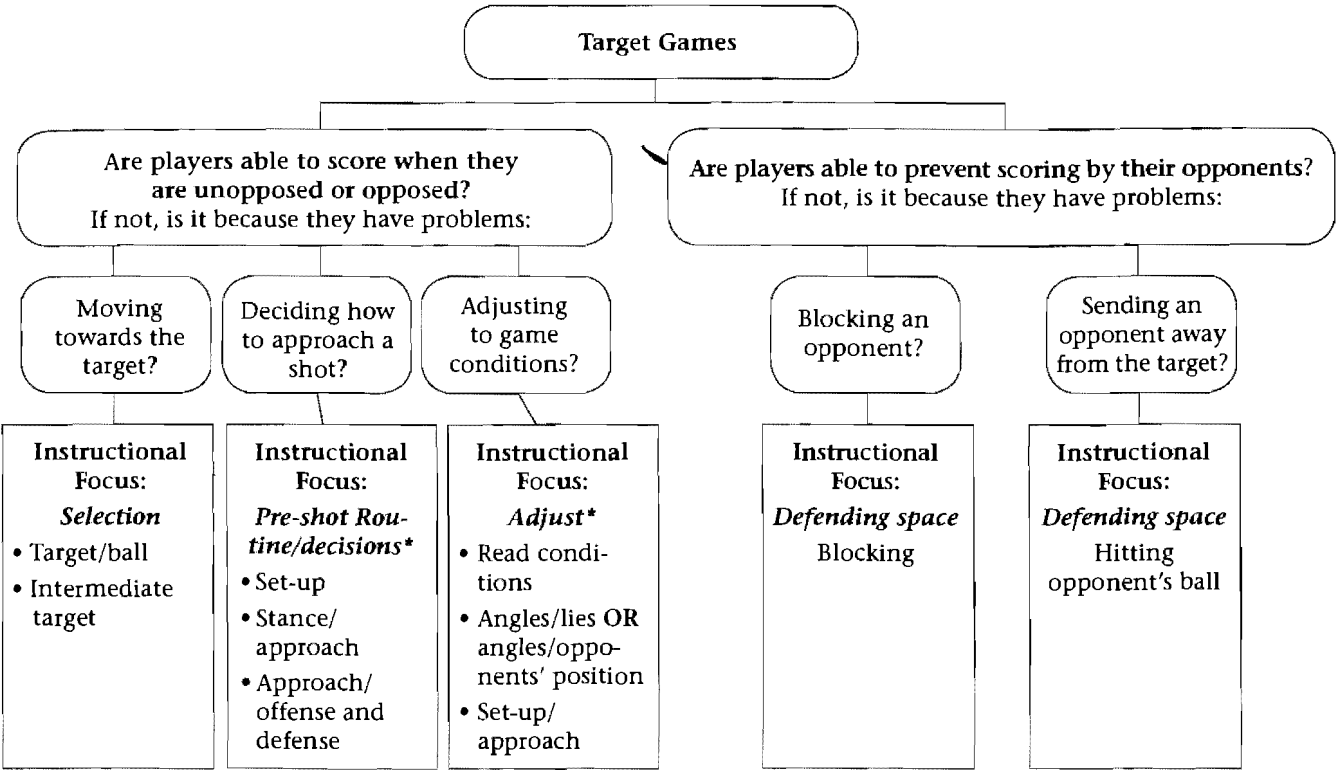 Target Games
Are players able to score when they
are unopposed or opposed?
If not, is it because they have problems:
Are players able to prevent scoring by their opponents?
If not, is it because they have problems:
Moving
towards the
target?
Deciding how
to approach a
shot?
Adjusting
to game
conditions?
Blocking an
opponent?
Sending an
opponent away
from the target?
Instructional
Focus:
Selection
• Target/ball
• Intermediate
target
Instructional
Focus:
Pre-shot Rou-
tine/decisions*
• Set-up
• Stance/
approach
• Approach/
offense and
defense
Instructional
Focus:
Adjust*
• Read condi-
tions
• Angles/lies OR
angles/oppo-
nents' position
• Set-up/
approach
Instructional
Focus:
Defending space
Blocking
Instructional
Focus:
Defending space
Hitting
opponent's ball